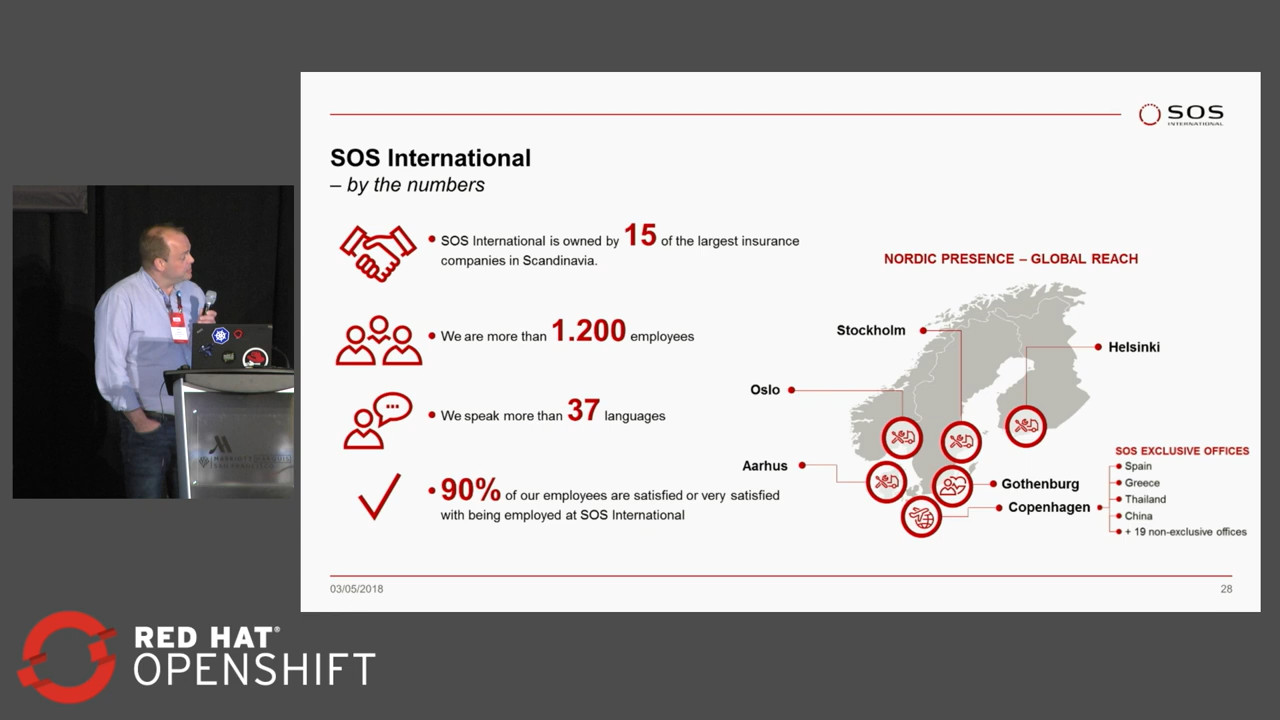 SOS
INTERNATIONAL
SOS International
– by the numbers
• SOS International is owned by 15 of the largest insurance
companies in Scandinavia.
• We are more than 1.200 employees
• We speak more than 37 languages
• 90% of our employees are satisfied or very satisfied
with being employed at SOS International
NORDIC PRESENCE – GLOBAL REACH
Stockholm
Helsinki
Oslo
Aarhus
Gothenburg
Copenhagen
SOS EXCLUSIVE OFFICES
Spain
Greece
Thailand
China
+ 19 non-exclusive offices
03/05/2018
28
MARRIOTT MARQUIS
SAN FRANCISCO
RED HAT®
OPENSHIFT